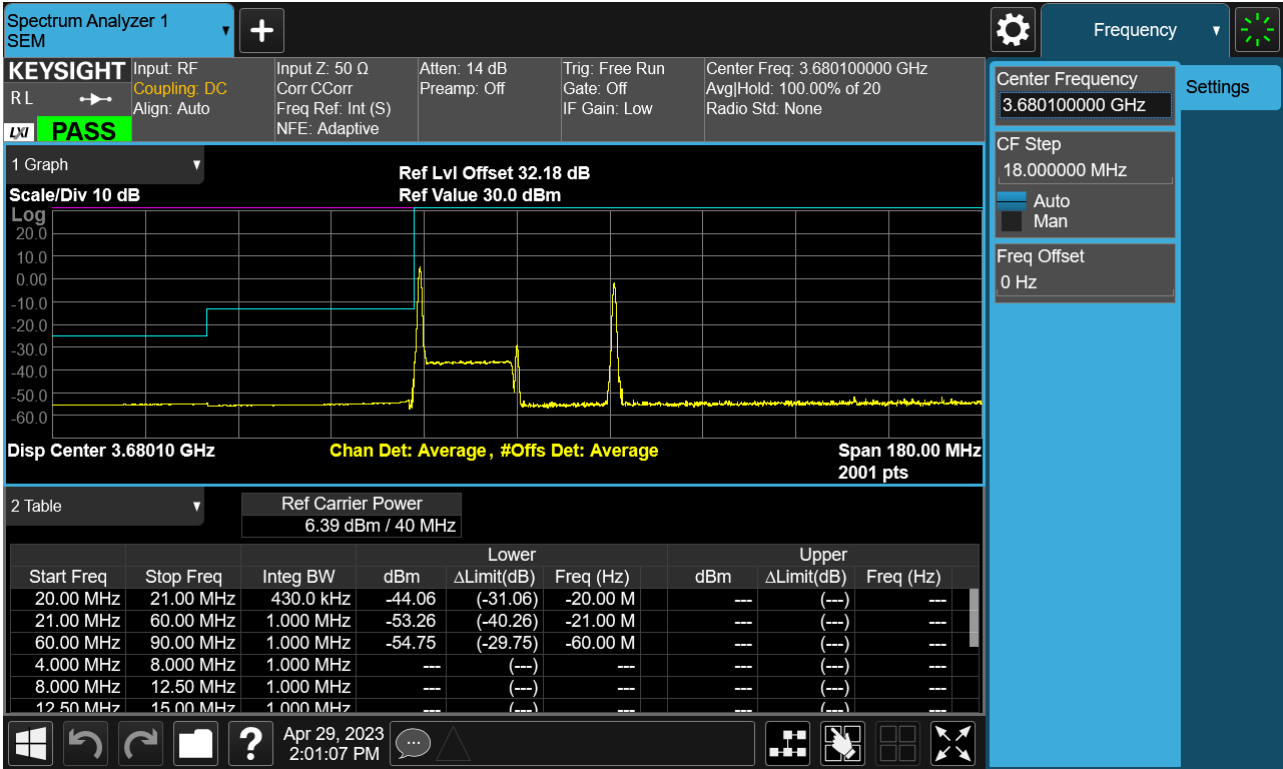 Spectrum Analyzer 1
SEM
Frequency
KEYSIGHT
R L
LXI
PASS
Input: RF
Coupling: DC
Align: Auto
Input Z: 50 Ω
Corr CCorr
Freq Ref: Int (S)
NFE: Adaptive
Atten: 14 dB
Preamp: Off
Trig: Free Run
Gate: Off
IF Gain: Low
Center Freq: 3.680100000 GHz
Avg|Hold: 100.00% of 20
Radio Std: None
Center Frequency
3.680100000 GHz
Settings
CF Step
18.000000 MHz
Auto
Man
Freq Offset
0 Hz
1 Graph
Scale/Div 10 dB
Ref Lvl Offset 32.18 dB
Ref Value 30.0 dBm
Log
20.0
10.0
0.00
-10.0
-20.0
-30.0
-40.0
-50.0
-60.0
Disp Center 3.68010 GHz
Chan Det: Average , #Offs Det: Average
Span 180.00 MHz
2001 pts
2 Table
Ref Carrier Power
6.39 dBm / 40 MHz
Lower Upper
Start Freq Stop Freq Integ BW dBm ΔLimit(dB) Freq (Hz) dBm ΔLimit(dB) Freq (Hz)
20.00 MHz 21.00 MHz 430.0 kHz -44.06 (-31.06) -20.00 M --- (---) ---
21.00 MHz 60.00 MHz 1.000 MHz -53.26 (-40.26) -21.00 M --- (---) ---
60.00 MHz 90.00 MHz 1.000 MHz -54.75 (-29.75) -60.00 M --- (---) ---
4.000 MHz 8.000 MHz 1.000 MHz --- (---) --- --- (---) ---
8.000 MHz 12.50 MHz 1.000 MHz --- (---) --- --- (---) ---
12.50 MHz 15.00 MHz 1.000 MHz --- (---) --- --- (---) ---
Apr 29, 2023
2:01:07 PM